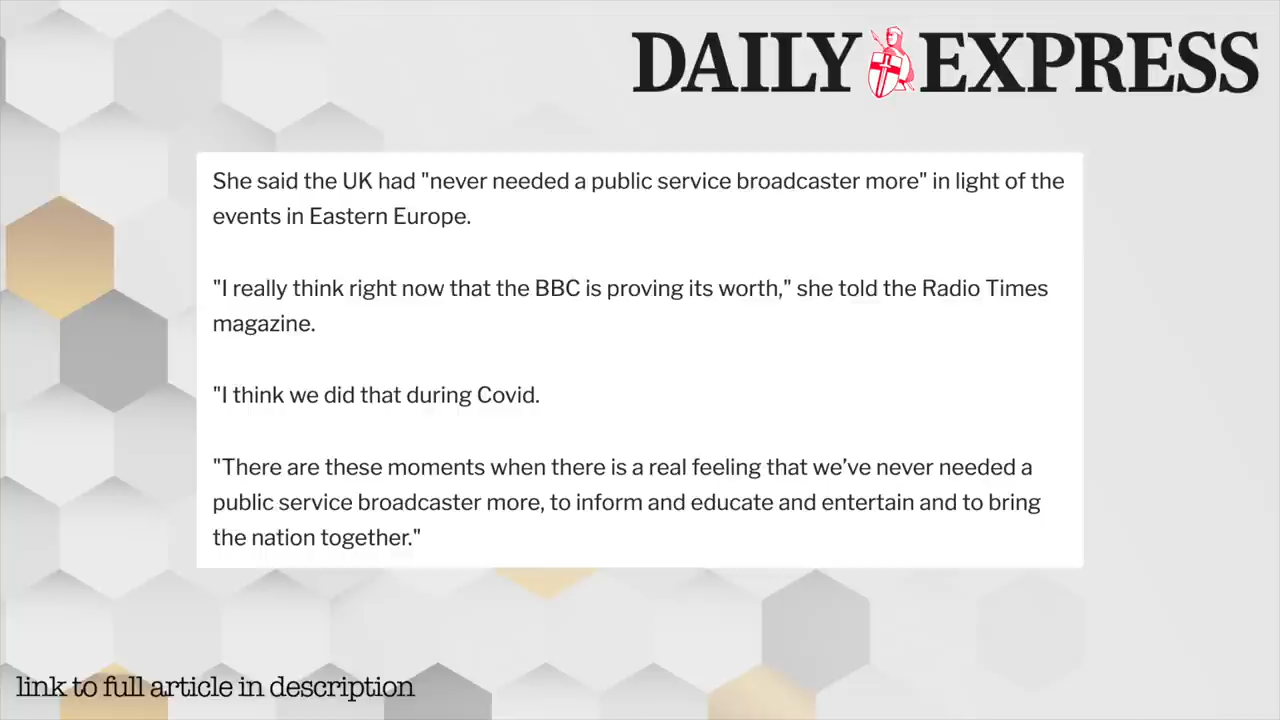 DAILY EXPRESS
She said the UK had "never needed a public service broadcaster more" in light of the
events in Eastern Europe.
"I really think right now that the BBC is proving its worth," she told the Radio Times
magazine.
"I think we did that during Covid.
"There are these moments when there is a real feeling that we’ve never needed a
public service broadcaster more, to inform and educate and entertain and to bring
the nation together."
link to full article in description